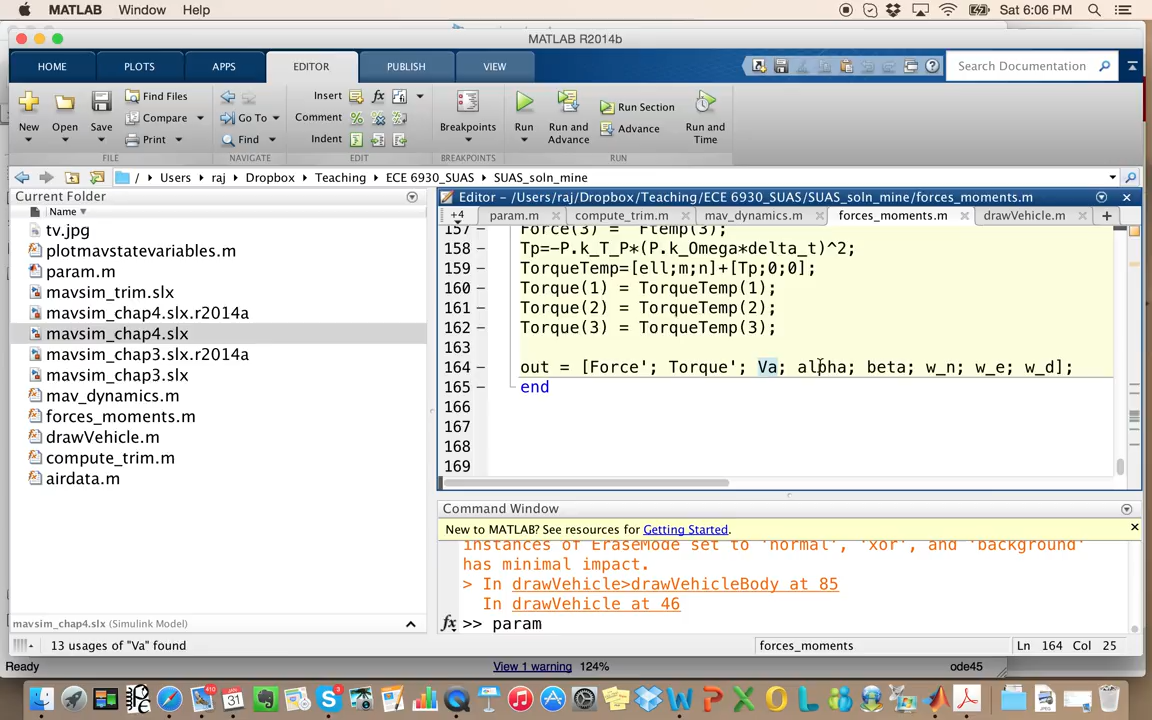 MATLAB Window Help Sat 6:06 PM
MATLAB R2014b
HOME PLOTS APPS EDITOR PUBLISH VIEW Search Documentation
New Open Save Find Files Compare Print Go To Find Insert fx Comment % Indent Breakpoints Run Run and Advance Run Section Advance Run and Time
FILE NAVIGATE EDIT BREAKPOINTS RUN
/ Users raj Dropbox Teaching ECE 6930_SUAS SUAS_soln_mine
Current Folder
Name
tv.jpg
plotmavstatevariables.m
param.m
mavsim_trim.slx
mavsim_chap4.slx.r2014a
mavsim_chap4.slx
mavsim_chap3.slx.r2014a
mavsim_chap3.slx
mav_dynamics.m
forces_moments.m
drawVehicle.m
compute_trim.m
airdata.m
mavsim_chap4.slx (Simulink Model)
Editor - /Users/raj/Dropbox/Teaching/ECE 6930_SUAS/SUAS_soln_mine/forces_moments.m
+4 param.m compute_trim.m mav_dynamics.m forces_moments.m drawVehicle.m
157 Force(3) = Ftemp(3);
158 Tp=-P.k_T_P*(P.k_Omega*delta_t)^2;
159 TorqueTemp=[ell;m;n]+[Tp;0;0];
160 Torque(1) = TorqueTemp(1);
161 Torque(2) = TorqueTemp(2);
162 Torque(3) = TorqueTemp(3);
163
164 out = [Force'; Torque'; Va; alpha; beta; w_n; w_e; w_d];
165 end
166
167
168
169
Command Window
New to MATLAB? See resources for Getting Started.
instances of EraseMode set to 'normal', 'xor', and 'background'
has minimal impact.
> In drawVehicle>drawVehicleBody at 85
In drawVehicle at 46
fx >> param
13 usages of "Va" found forces_moments Ln 164 Col 25
Ready View 1 warning 124% ode45